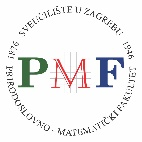 SVEUČILIŠTE U ZAGREBU
1876
1946
PMF
PRIRODOSLOVNO - MATEMATIČKI FAKULTET